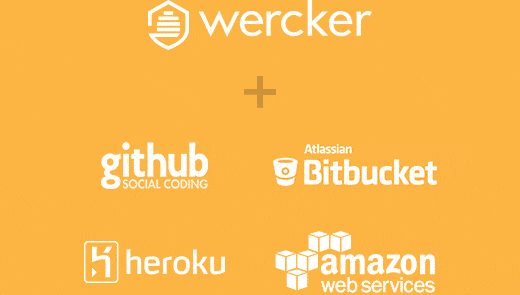 wercker
+
github
SOCIAL CODING
Atlassian
Bitbucket
heroku
amazon
web services